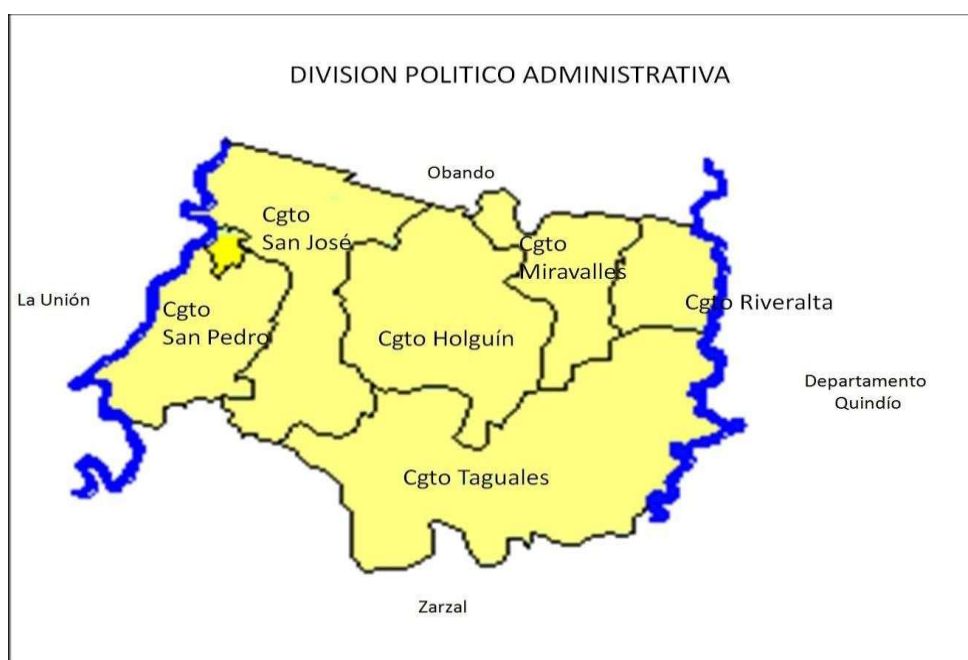 DIVISION POLITICO ADMINISTRATIVA
Obando
Cgto
San José
Cgto
Miravalles
La Unión
Cgto
San Pedro
Cgto Riveralta
Cgto Holguín
Departamento
Quindío
Cgto Taguales
Zarzal